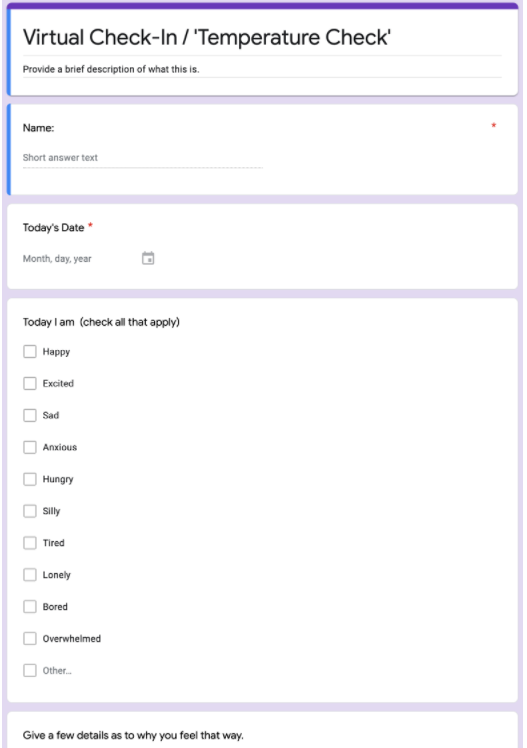 Virtual Check-In / 'Temperature Check'
Provide a brief description of what this is.
Name: *
Short answer text
Today's Date *
Month, day, year
Today I am (check all that apply)
Happy
Excited
Sad
Anxious
Hungry
Silly
Tired
Lonely
Bored
Overwhelmed
Other...
Give a few details as to why you feel that way.